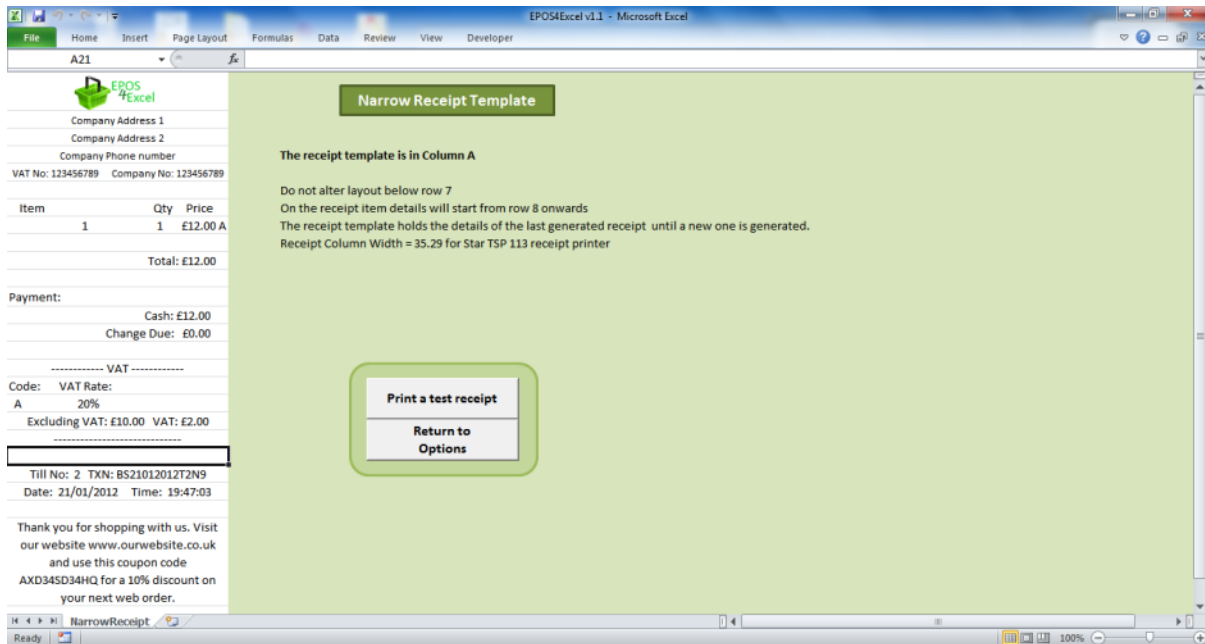 EPOS4Excel v1.1 - Microsoft Excel
File Home Insert Page Layout Formulas Data Review View Developer
A21 fx
EPOS
4Excel
Company Address 1
Company Address 2
Company Phone number
VAT No: 123456789 Company No: 123456789
Item Qty Price
1 1 £12.00 A
Total: £12.00
Payment:
Cash: £12.00
Change Due: £0.00
------------ VAT ------------
Code: VAT Rate:
A 20%
Excluding VAT: £10.00 VAT: £2.00
-----------------------------
Till No: 2 TXN: BS21012012T2N9
Date: 21/01/2012 Time: 19:47:03
Thank you for shopping with us. Visit
our website www.ourwebsite.co.uk
and use this coupon code
AXD34SD34HQ for a 10% discount on
your next web order.
Narrow Receipt Template
The receipt template is in Column A
Do not alter layout below row 7
On the receipt item details will start from row 8 onwards
The receipt template holds the details of the last generated receipt until a new one is generated.
Receipt Column Width = 35.29 for Star TSP 113 receipt printer
Print a test receipt
Return to
Options
NarrowReceipt
Ready 100%